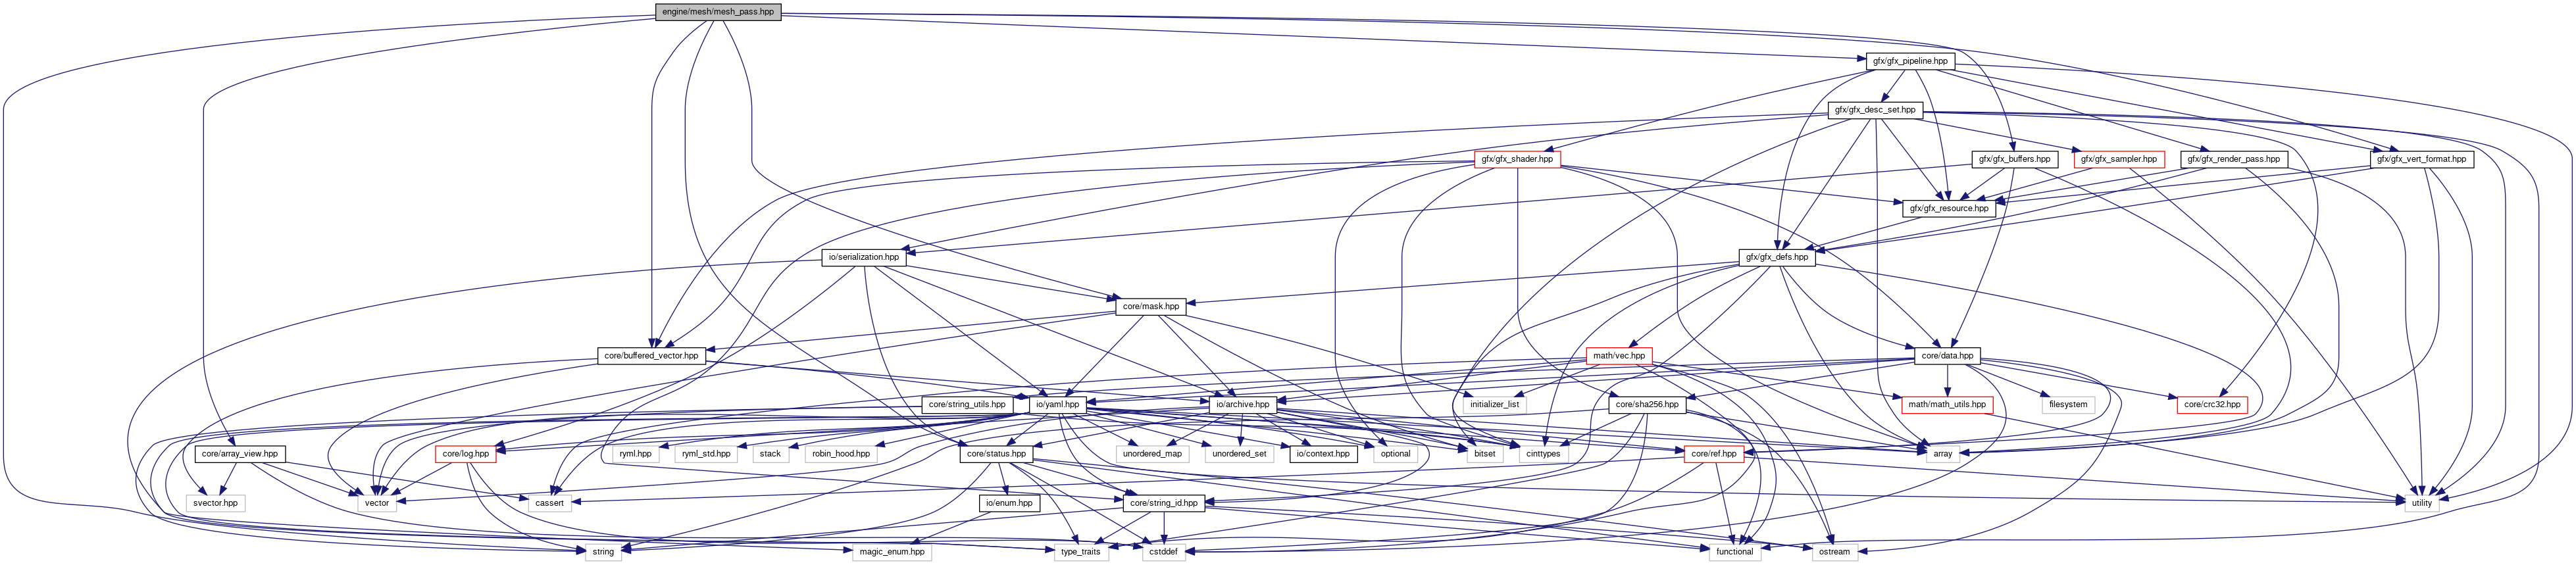 engine/mesh/mesh_pass.hpp
gfx/gfx_pipeline.hpp
gfx/gfx_desc_set.hpp
gfx/gfx_shader.hpp
gfx/gfx_buffers.hpp
gfx/gfx_sampler.hpp
gfx/gfx_render_pass.hpp
gfx/gfx_vert_format.hpp
gfx/gfx_resource.hpp
io/serialization.hpp
gfx/gfx_defs.hpp
core/mask.hpp
core/buffered_vector.hpp
math/vec.hpp
core/data.hpp
core/string_utils.hpp
io/yaml.hpp
io/archive.hpp
initializer_list
core/sha256.hpp
math/math_utils.hpp
filesystem
core/crc32.hpp
core/array_view.hpp
core/log.hpp
ryml.hpp
ryml_std.hpp
stack
robin_hood.hpp
core/status.hpp
unordered_map
unordered_set
io/context.hpp
optional
bitset
cinttypes
core/ref.hpp
array
svector.hpp
vector
cassert
io/enum.hpp
core/string_id.hpp
utility
string
magic_enum.hpp
type_traits
cstddef
functional
ostream